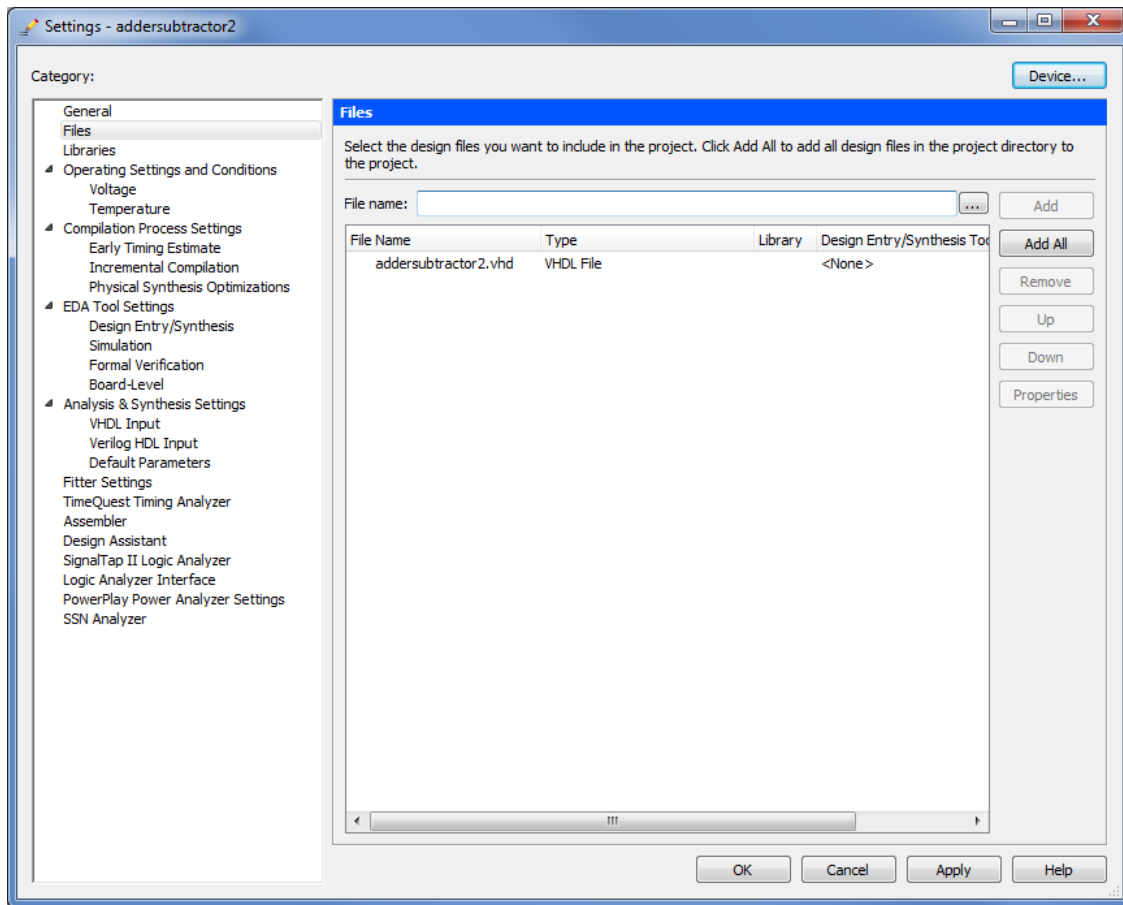 Settings - addersubtractor2
Category:
Device...
General
Files
Libraries
Operating Settings and Conditions
Voltage
Temperature
Compilation Process Settings
Early Timing Estimate
Incremental Compilation
Physical Synthesis Optimizations
EDA Tool Settings
Design Entry/Synthesis
Simulation
Formal Verification
Board-Level
Analysis & Synthesis Settings
VHDL Input
Verilog HDL Input
Default Parameters
Fitter Settings
TimeQuest Timing Analyzer
Assembler
Design Assistant
SignalTap II Logic Analyzer
Logic Analyzer Interface
PowerPlay Power Analyzer Settings
SSN Analyzer
Files
Select the design files you want to include in the project. Click Add All to add all design files in the project directory to
the project.
File name:
...
Add
File Name Type Library Design Entry/Synthesis Too
Add All
addersubtractor2.vhd VHDL File <None>
Remove
Up
Down
Properties
OK Cancel Apply Help